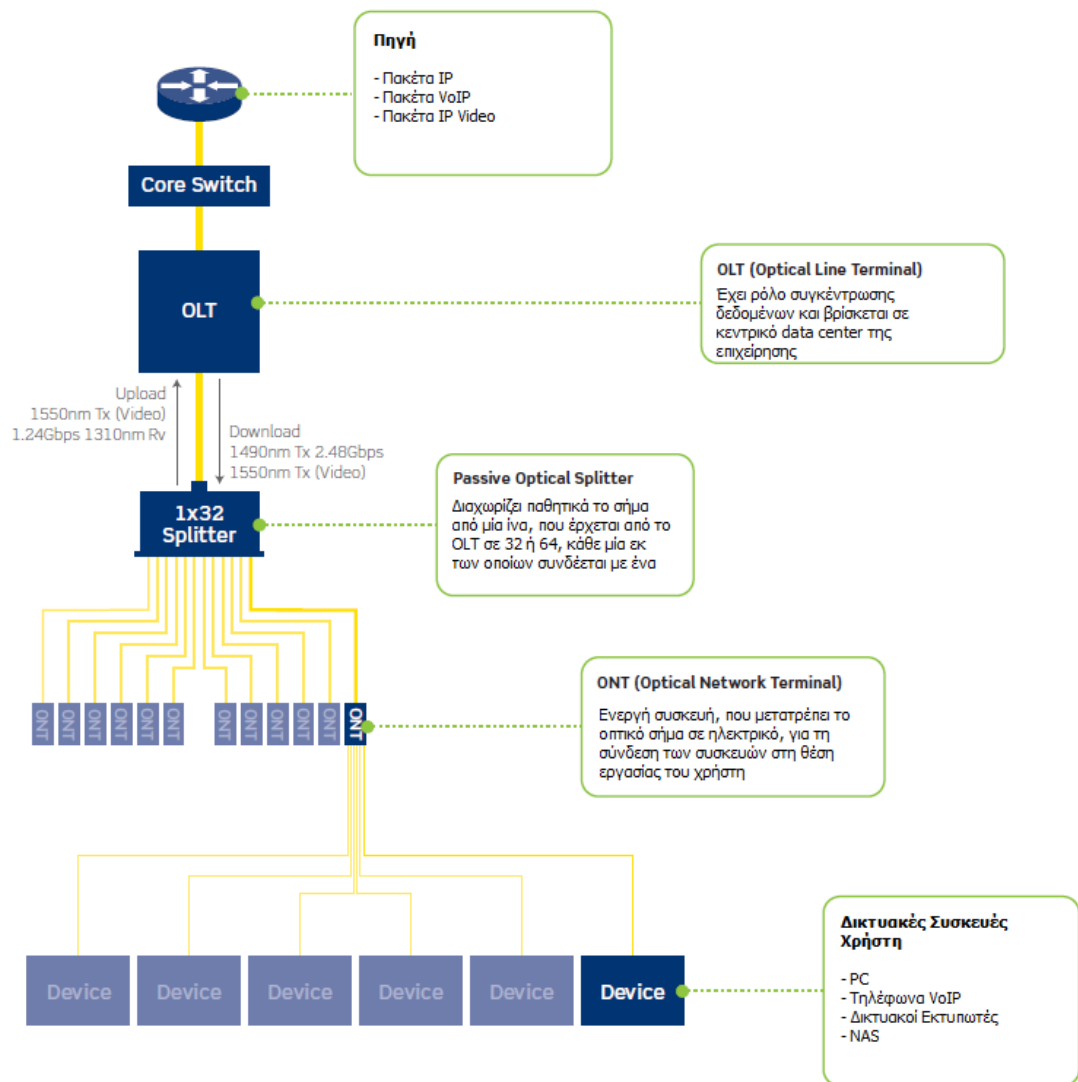 Πηγή
- Πακέτα IP
- Πακέτα VoIP
- Πακέτα IP Video
Core Switch
OLT
OLT (Optical Line Terminal)
Έχει ρόλο συγκέντρωσης
δεδομένων και βρίσκεται σε
κεντρικό data center της
επιχείρησης
Upload
1550nm Tx (Video)
1.24Gbps 1310nm Rv
Download
1490nm Tx 2.48Gbps
1550nm Tx (Video)
1x32
Splitter
Passive Optical Splitter
Διαχωρίζει παθητικά το σήμα
από μία ίνα, που έρχεται από το
OLT σε 32 ή 64, κάθε μία εκ
των οποίων συνδέεται με ένα
ONT
ONT
ONT
ONT
ONT
ONT
ONT
ONT
ONT
ONT
ONT
ONT
ONT (Optical Network Terminal)
Ενεργή συσκευή, που μετατρέπει το
οπτικό σήμα σε ηλεκτρικό, για τη
σύνδεση των συσκευών στη θέση
εργασίας του χρήστη
Device
Device
Device
Device
Device
Device
Δικτυακές Συσκευές
Χρήστη
- PC
- Τηλέφωνα VoIP
- Δικτυακοί Εκτυπωτές
- NAS